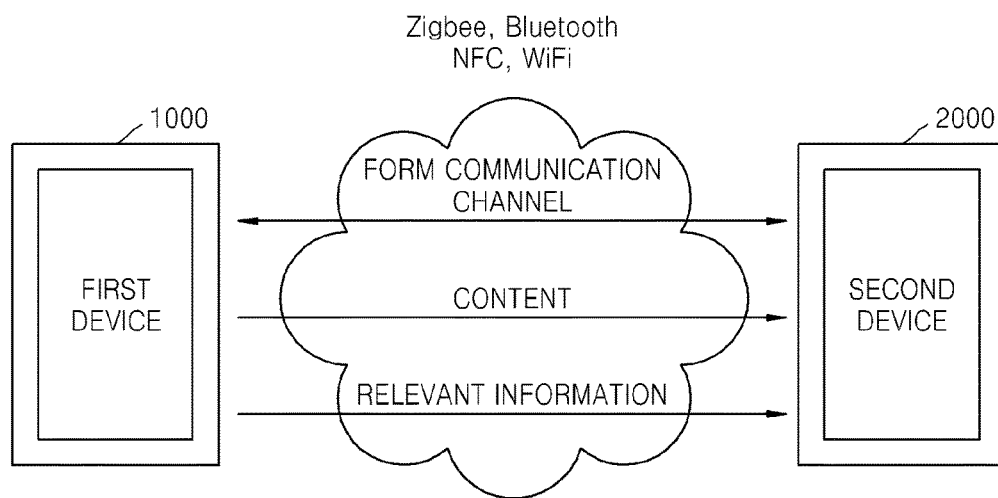 Zigbee, Bluetooth
NFC, WiFi
1000
2000
FORM COMMUNICATION
CHANNEL
FIRST
DEVICE
CONTENT
SECOND
DEVICE
RELEVANT INFORMATION